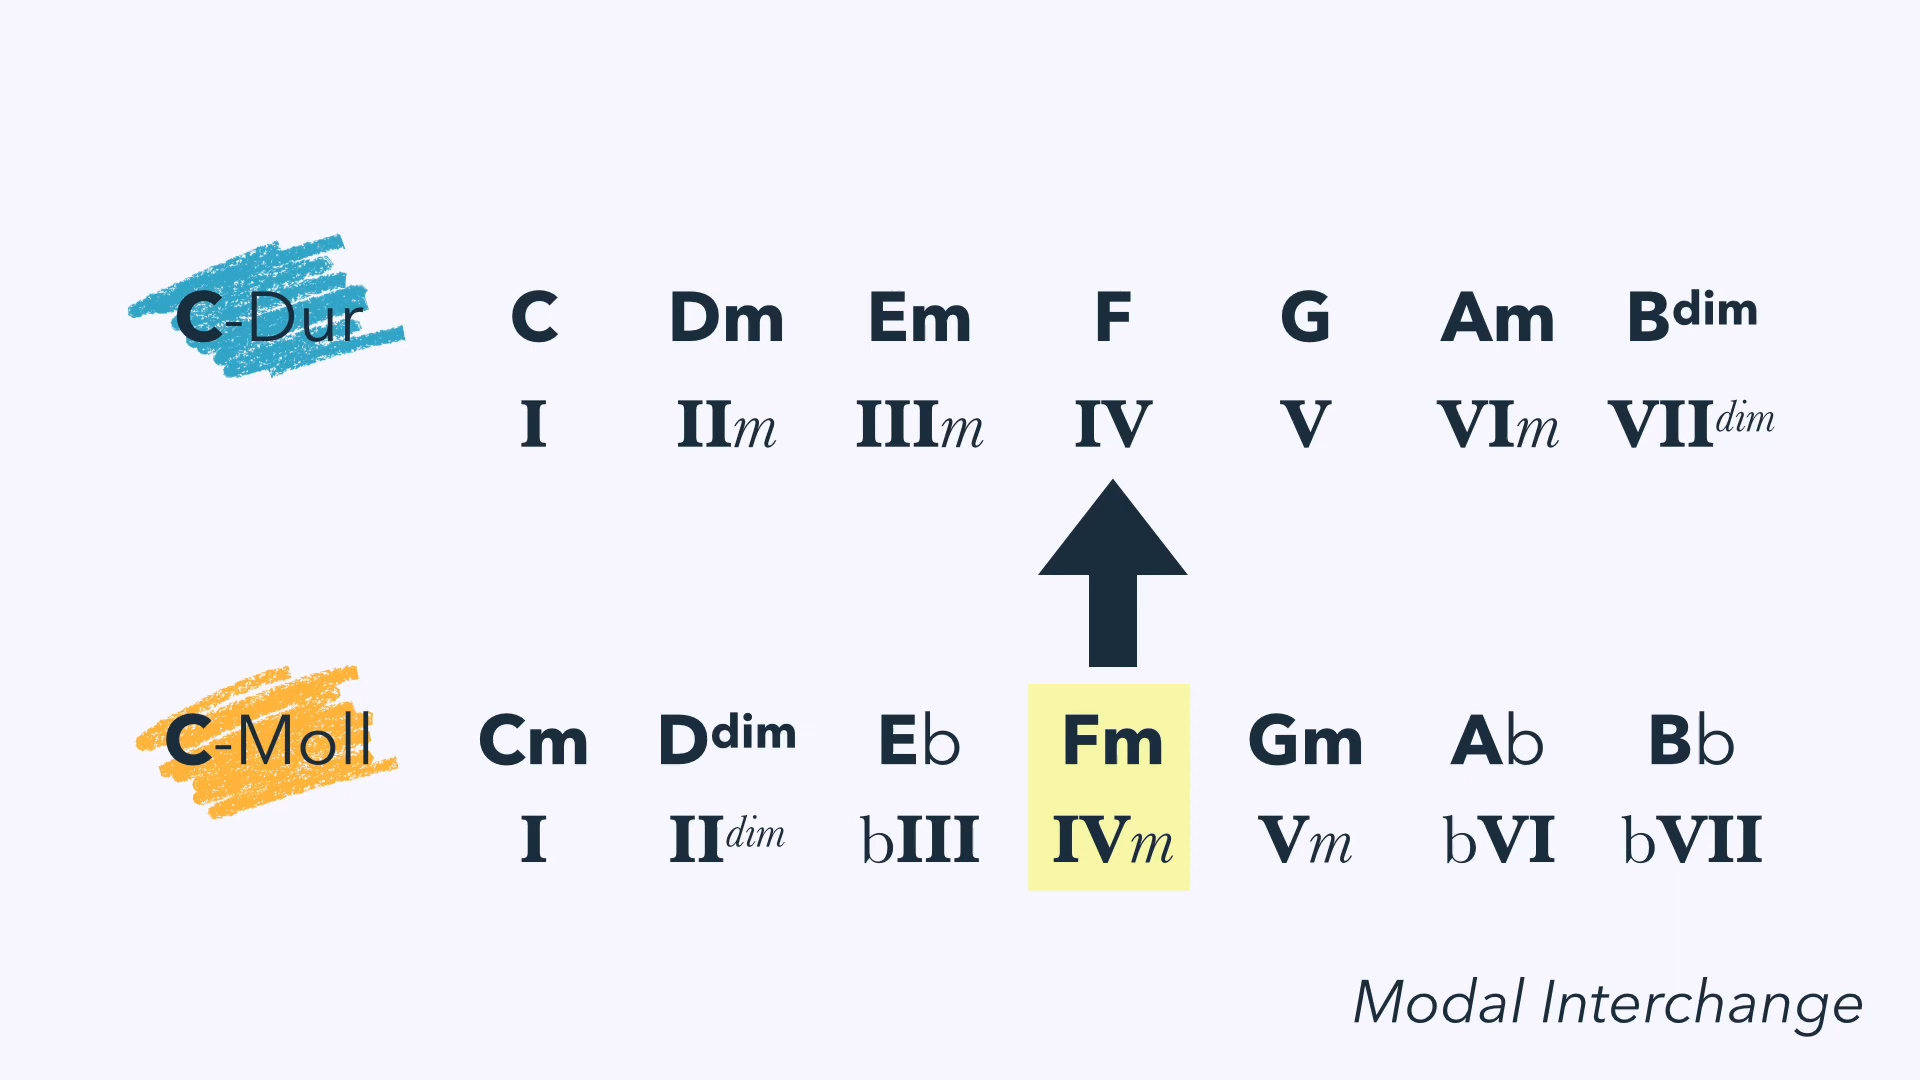 C-Dur C Dm Em F G Am Bdim
I IIm IIIm IV V VIm VIIdim
C-Moll Cm Ddim Eb Fm Gm Ab Bb
I IIdim bIII IVm Vm bVI bVII
Modal Interchange